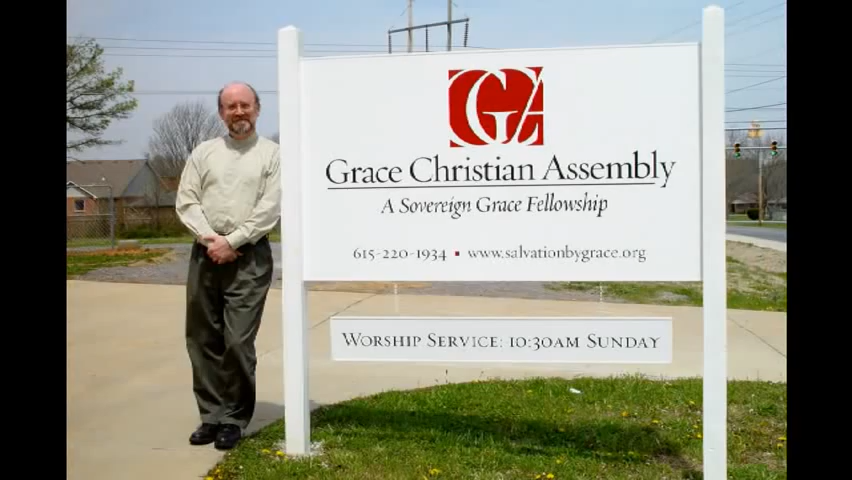 GCA
Grace Christian Assembly
A Sovereign Grace Fellowship
615-220-1934 ▪ www.salvationbygrace.org
Worship Service: 10:30am Sunday